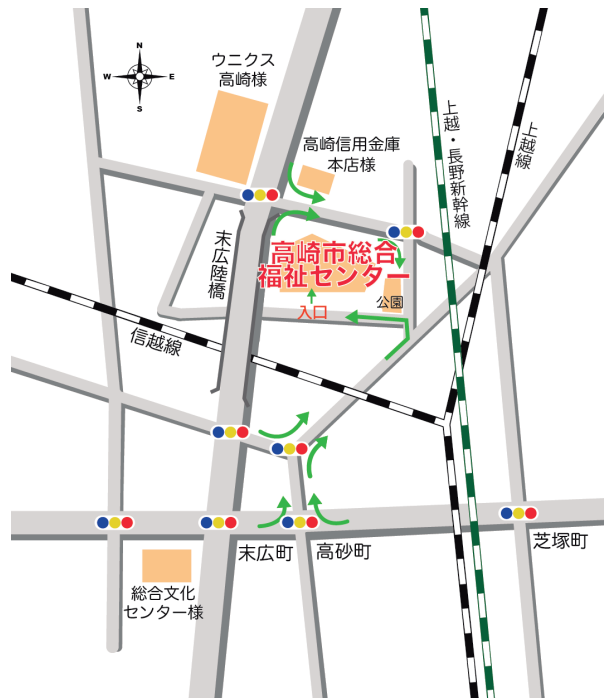 N
W
E
S
ウニクス
高崎様
高崎信用金庫
本店様
上越・長野新幹線
上越線
末広陸橋
高崎市総合
福祉センター
公園
入口
信越線
末広町
高砂町
芝塚町
総合文化
センター様